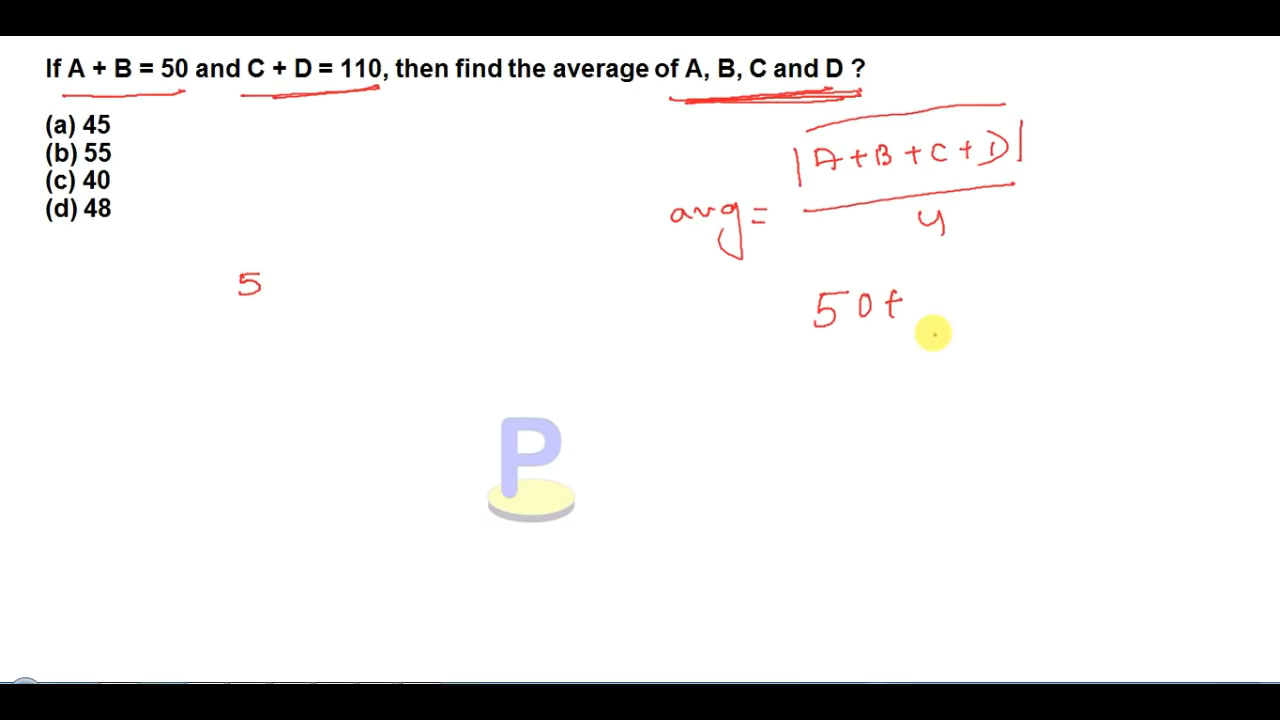 If A + B = 50 and C + D = 110, then find the average of A, B, C and D ?
(a) 45
(b) 55
(c) 40
(d) 48
A + B + C + D
avg =
4
5
50+
P